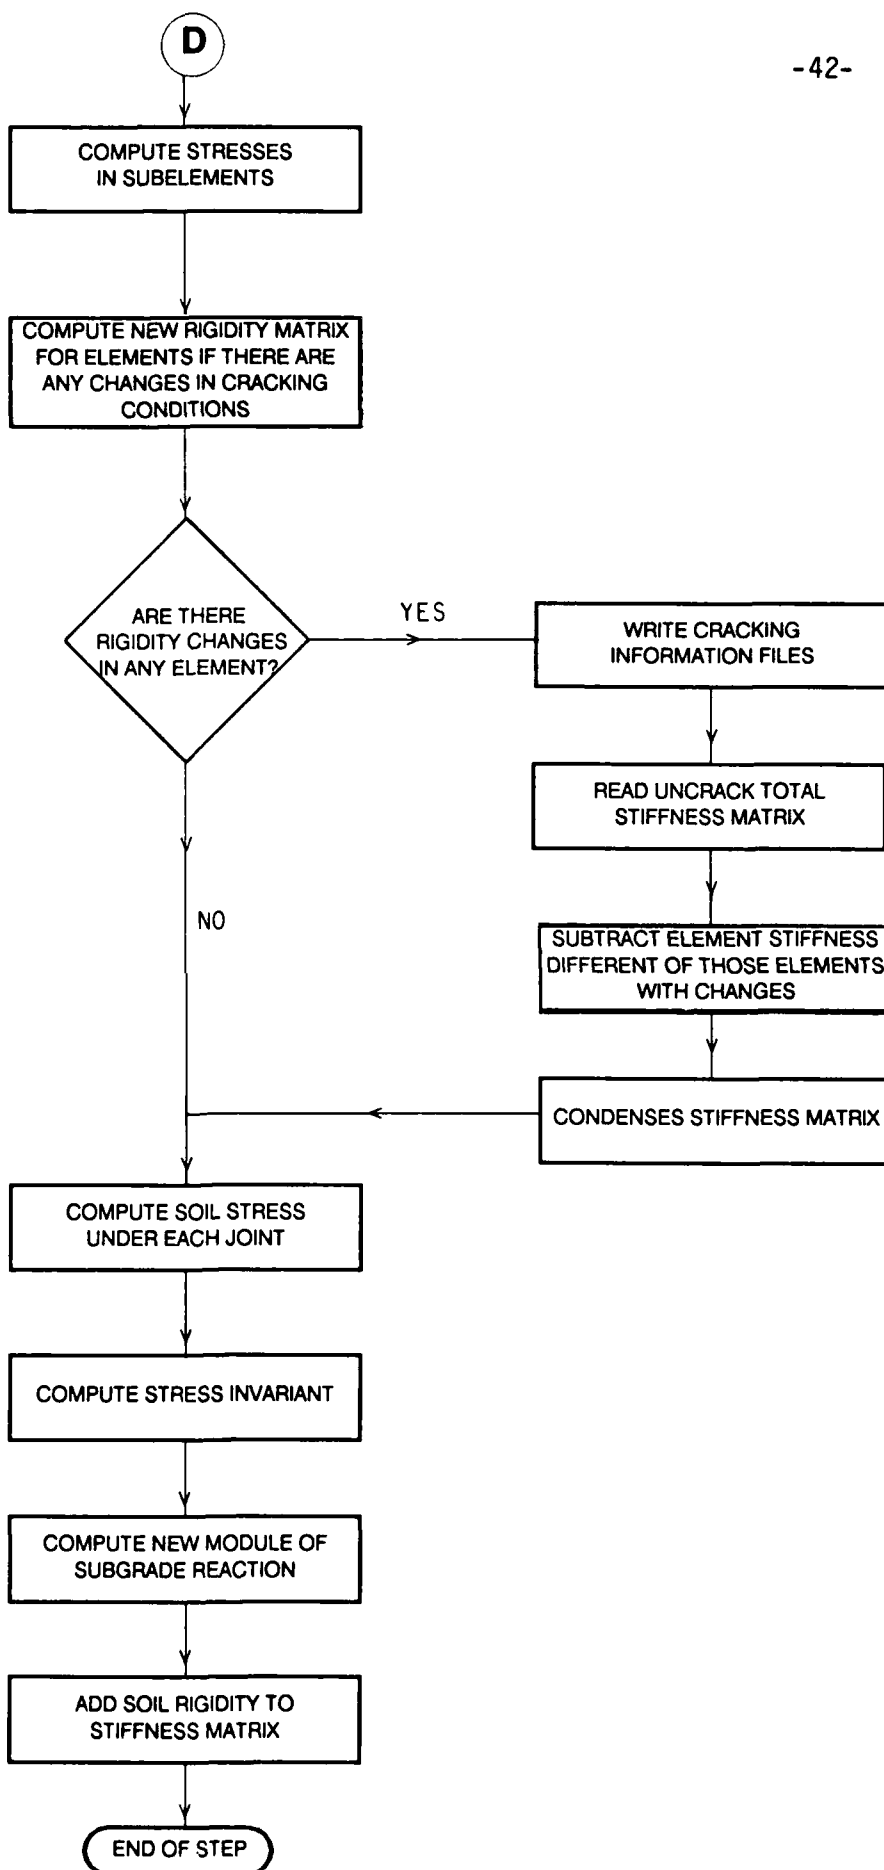 D
-42-
COMPUTE STRESSES
IN SUBELEMENTS
COMPUTE NEW RIGIDITY MATRIX
FOR ELEMENTS IF THERE ARE
ANY CHANGES IN CRACKING
CONDITIONS
ARE THERE
RIGIDITY CHANGES
IN ANY ELEMENT?
YES
WRITE CRACKING
INFORMATION FILES
READ UNCRACK TOTAL
STIFFNESS MATRIX
NO
SUBTRACT ELEMENT STIFFNESS
DIFFERENT OF THOSE ELEMENTS
WITH CHANGES
CONDENSES STIFFNESS MATRIX
COMPUTE SOIL STRESS
UNDER EACH JOINT
COMPUTE STRESS INVARIANT
COMPUTE NEW MODULE OF
SUBGRADE REACTION
ADD SOIL RIGIDITY TO
STIFFNESS MATRIX
END OF STEP